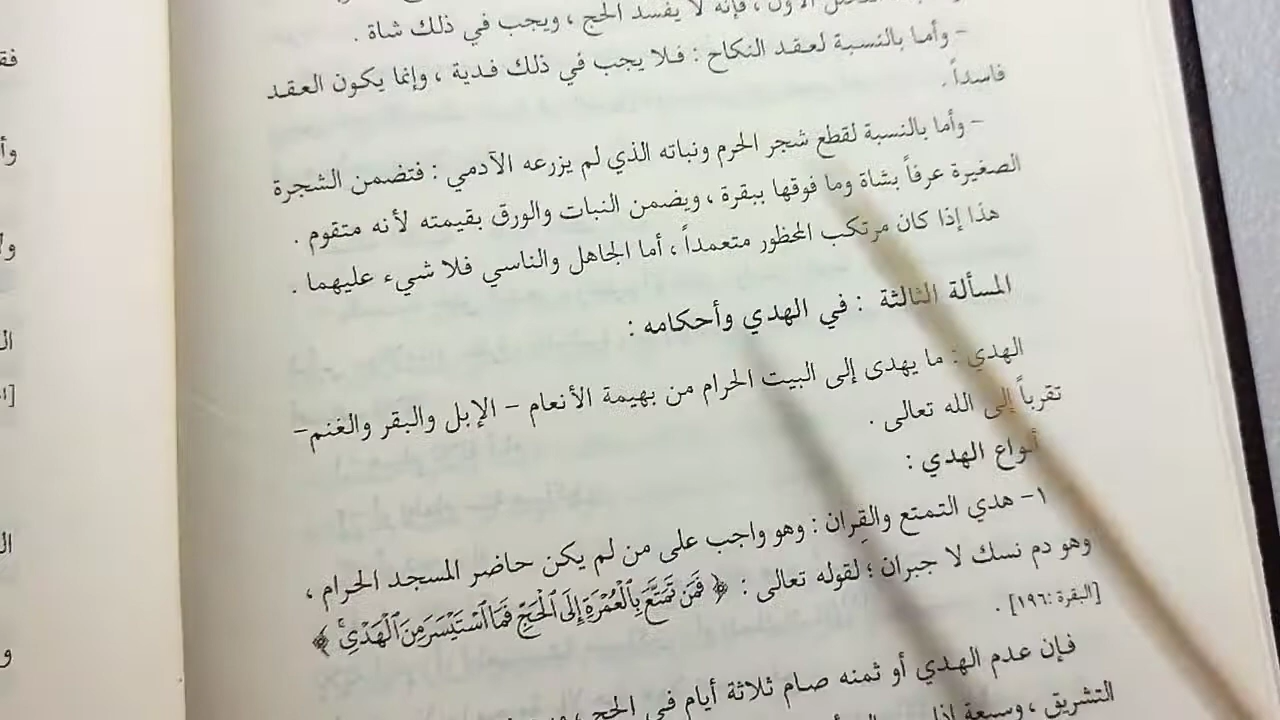 الأول ، فإنه لا يفسد الحج ، ويجب في ذلك شاة .
- وأما بالنسبة لعقد النكاح : فلا يجب في ذلك فدية ، وإنما يكون العقد
فاسداً .
- وأما بالنسبة لقطع شجر الحرم ونباته الذي لم يزرعه الآدمي : فتضمن الشجرة
الصغيرة عرفاً بشاة وما فوقها ببقرة ، ويضمن النبات والورق بقيمته لأنه متقوم .
هذا إذا كان مرتكب المحظور متعمداً ، أما الجاهل والناسي فلا شيء عليهما .
المسألة الثالثة : في الهدي وأحكامه :
الهدي : ما يهدى إلى البيت الحرام من بهيمة الأنعام - الإبل والبقر والغنم-
تقرباً إلى الله تعالى .
أنواع الهدي :
١- هدي التمتع والقِران : وهو واجب على من لم يكن حاضر المسجد الحرام ،
وهو دم نسك لا جبران ؛ لقوله تعالى : ﴿ فَمَن تَمَتَّعَ بِالْعُمْرَةِ إِلَى الْحَجِّ فَمَا اسْتَيْسَرَ مِنَ الْهَدْيِ ﴾
[البقرة :١٩٦] .
فإن عدم الهدي أو ثمنه صام ثلاثة أيام في الحج ،
التشريق ، وسبعة إذا